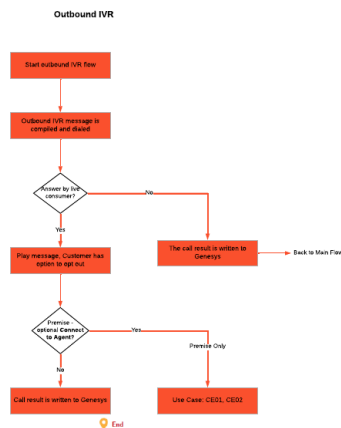 Outbound IVR
Start outbound IVR flow
Outbound IVR message is
compiled and dialed
Answer by live
consumer?
No
Yes
Play message, Customer has
option to opt out
The call result is written to
Genesys
Back to Main Flow
Premise -
optional Connect
to Agent?
Yes
Premise Only
No
Call result is written to Genesys
Use Case: CE01, CE02
End